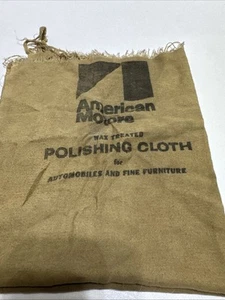 American
Motors
WAX TREATED
POLISHING CLOTH
for
AUTOMOBILES AND FINE FURNITURE